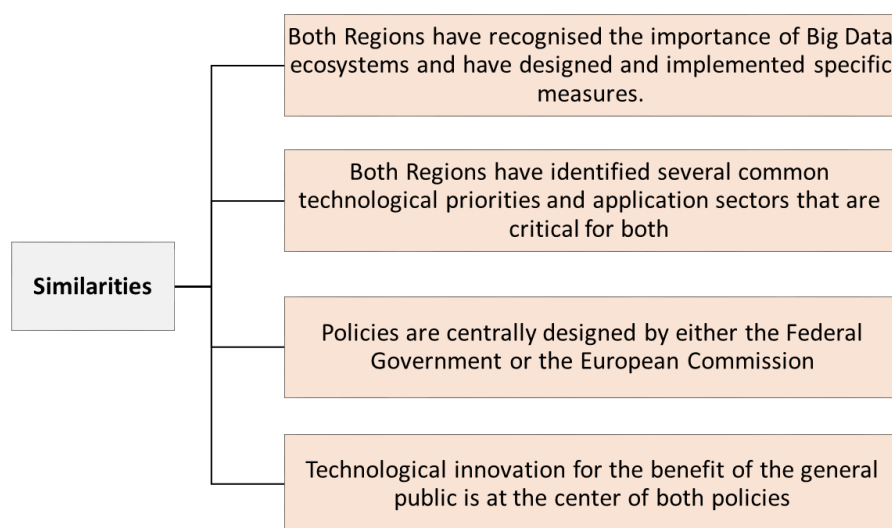 Both Regions have recognised the importance of Big Data
ecosystems and have designed and implemented specific
measures.
Both Regions have identified several common
technological priorities and application sectors that are
critical for both
Similarities
Policies are centrally designed by either the Federal
Government or the European Commission
Technological innovation for the benefit of the general
public is at the center of both policies